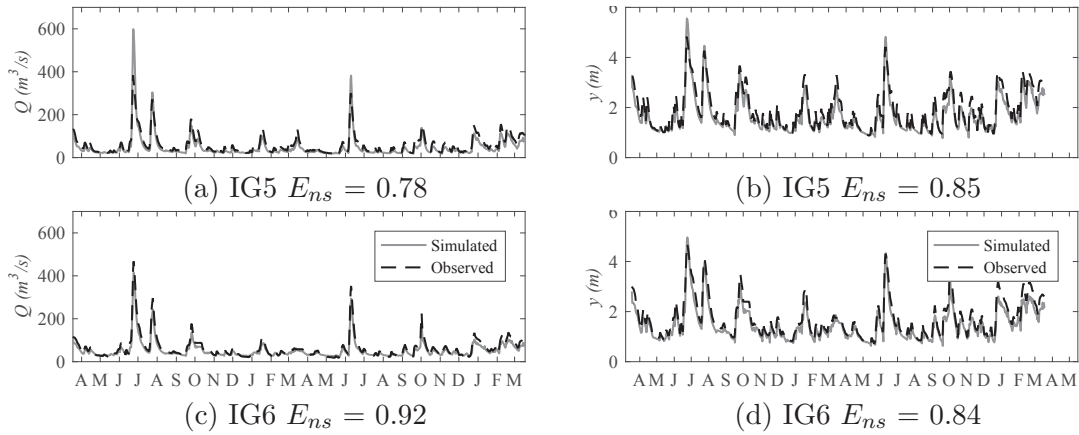 600
400
200
0
Q (m³/s)
6
4
2
0
y (m)
(a) IG5 Eₙₛ = 0.78
(b) IG5 Eₙₛ = 0.85
600
400
200
0
Q (m³/s)
Simulated
Observed
6
4
2
0
y (m)
Simulated
Observed
A M J J A S O N D J F M A M J J A S O N D J F M
A M J J A S O N D J F M A M J J A S O N D J F M A M
(c) IG6 Eₙₛ = 0.92
(d) IG6 Eₙₛ = 0.84